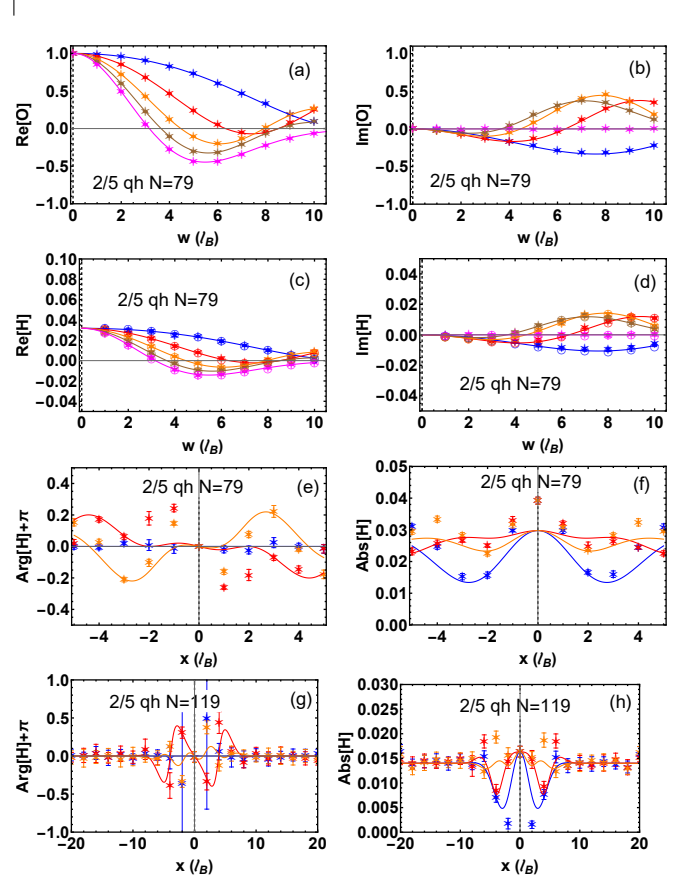 1.0
0.5
0.0
−0.5
−1.0
Re[O]
(a)
2/5 qh N=79
0 2 4 6 8 10
w (l_B)
1.0
0.5
0.0
−0.5
−1.0
Im[O]
(b)
2/5 qh N=79
0 2 4 6 8 10
w (l_B)
0.10
0.08
0.06
0.04
0.02
0.00
−0.02
−0.04
Re[H]
(c)
2/5 qh N=79
0 2 4 6 8 10
w (l_B)
0.04
0.02
0.00
−0.02
−0.04
Im[H]
(d)
2/5 qh N=79
0 2 4 6 8 10
w (l_B)
0.4
0.2
0.0
−0.2
−0.4
Arg[H]+π
2/5 qh N=79
(e)
−4 −2 0 2 4
x (l_B)
0.05
0.04
0.03
0.02
0.01
0.00
Abs[H]
2/5 qh N=79
(f)
−4 −2 0 2 4
x (l_B)
1.0
0.5
0.0
−0.5
−1.0
Arg[H]+π
2/5 qh N=119
(g)
−20 −10 0 10 20
x (l_B)
0.030
0.025
0.020
0.015
0.010
0.005
0.000
Abs[H]
2/5 qh N=119
(h)
−20 −10 0 10 20
x (l_B)